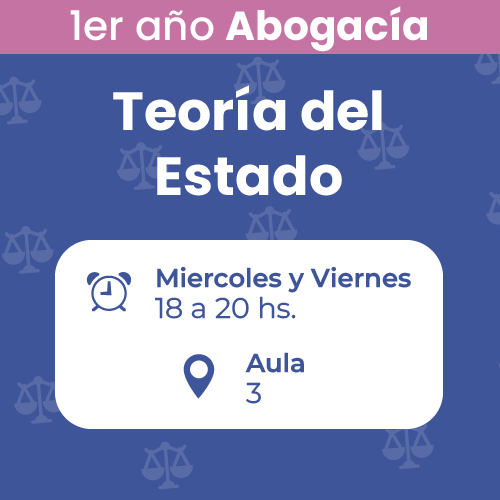 1er año Abogacía
Teoría del
Estado
Miercoles y Viernes
18 a 20 hs.
Aula
3